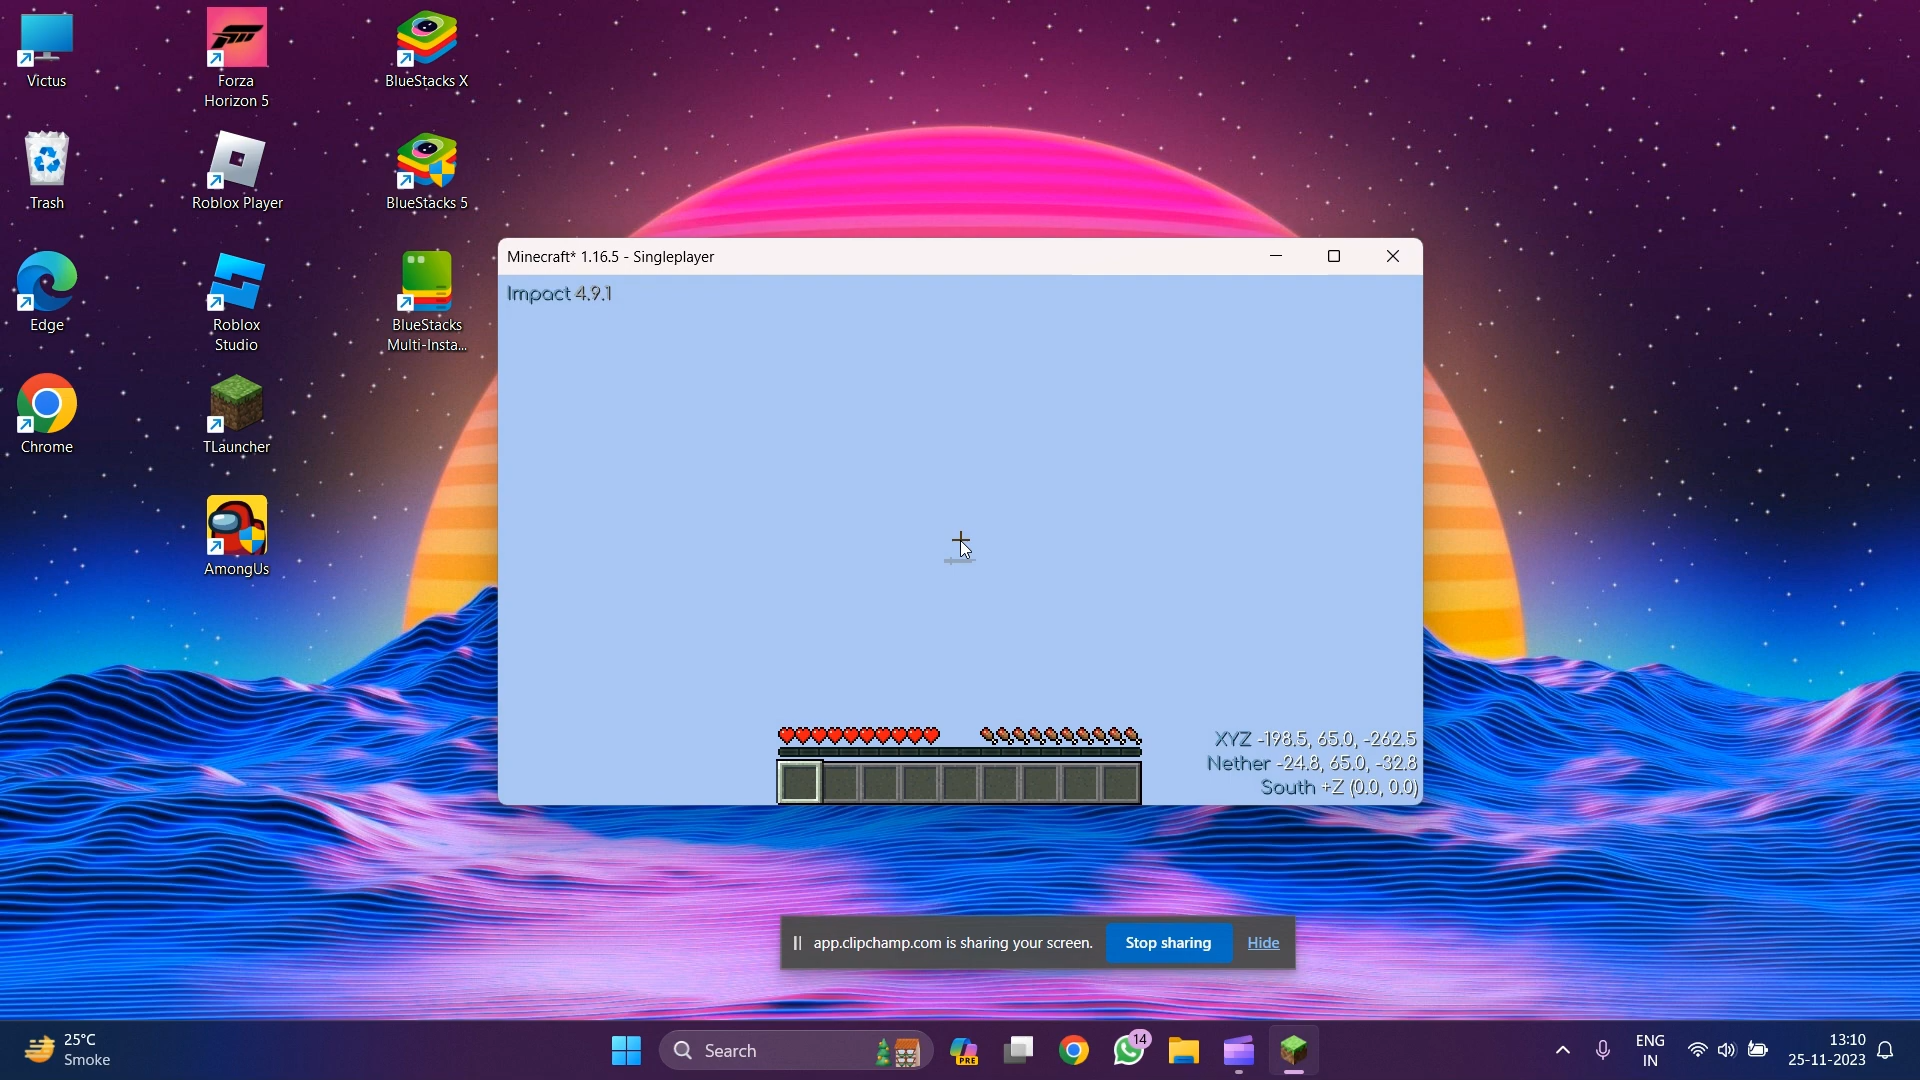 Victus
Forza
Horizon 5
BlueStacks X
Trash
Roblox Player
BlueStacks 5
Edge
Roblox
Studio
BlueStacks
Multi-Insta...
Chrome
TLauncher
AmongUs
Minecraft* 1.16.5 - Singleplayer
Impact 4.9.1
XYZ -198.5, 65.0, -262.5
Nether -24.8, 65.0, -32.8
South +Z (0.0, 0.0)
app.clipchamp.com is sharing your screen.
Stop sharing
Hide
25°C
Smoke
Search
PRE
14
ENG
IN
13:10
25-11-2023